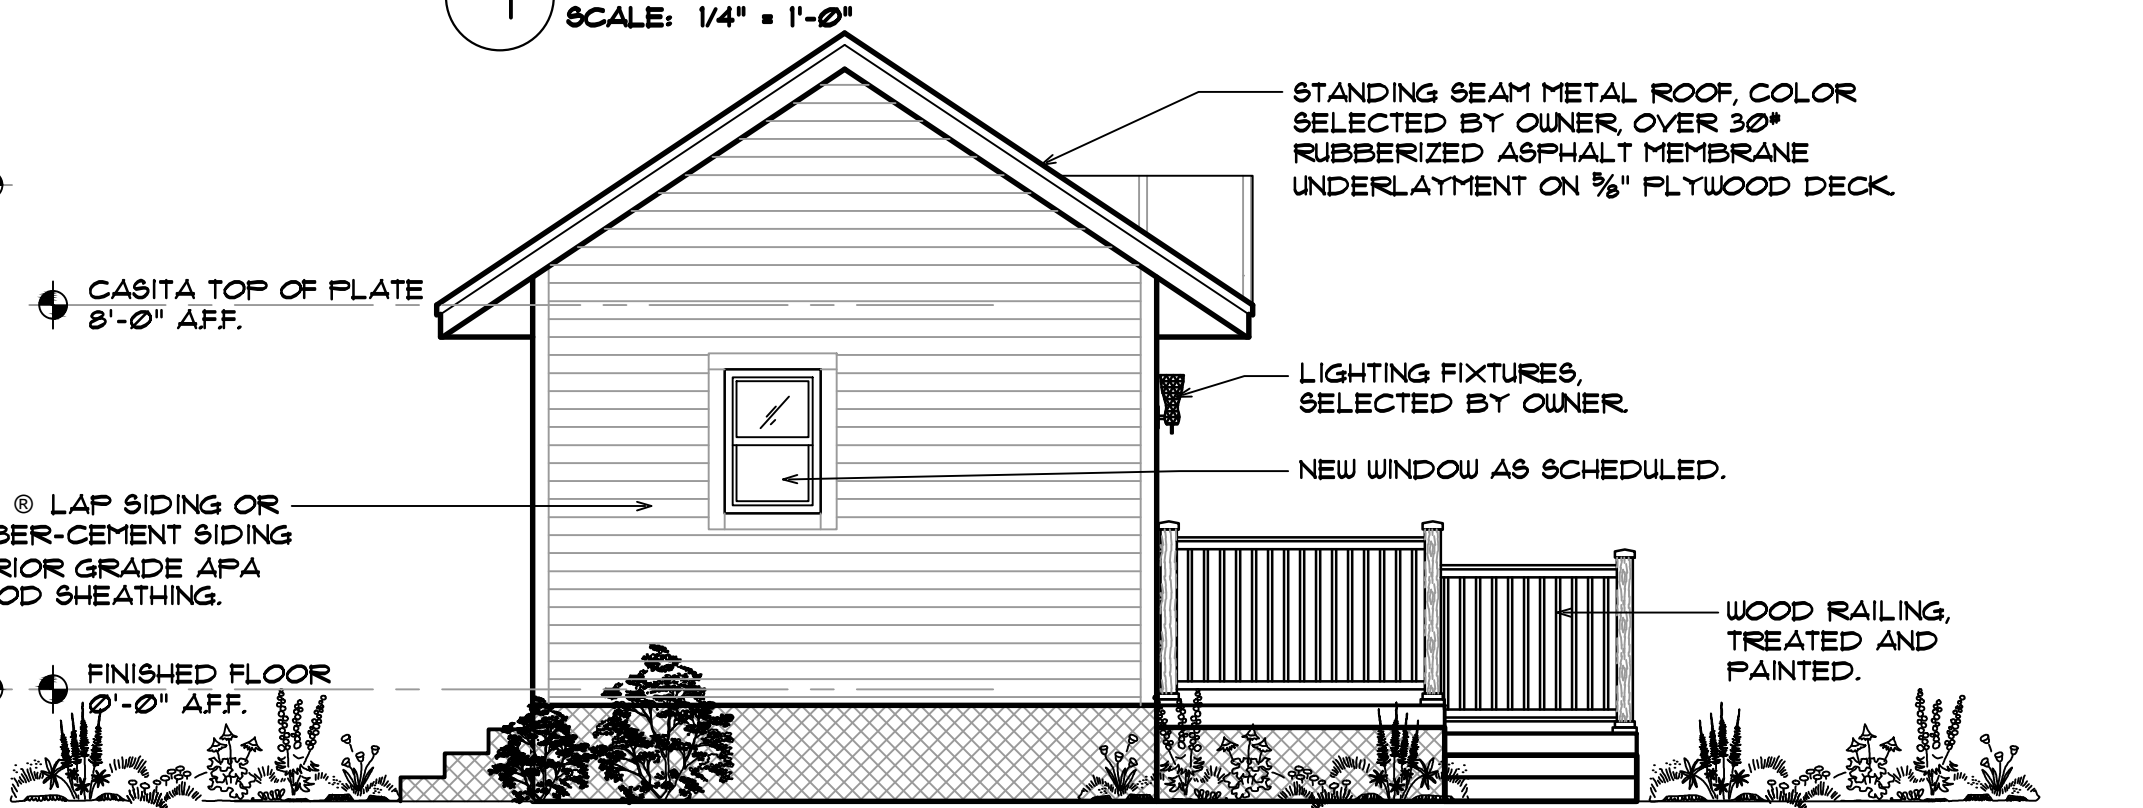 SCALE: 1/4" = 1'-0"
STANDING SEAM METAL ROOF, COLOR
SELECTED BY OWNER, OVER 30#
RUBBERIZED ASPHALT MEMBRANE
UNDERLAYMENT ON 5/8" PLYWOOD DECK.
CASITA TOP OF PLATE
8'-0" A.F.F.
LIGHTING FIXTURES,
SELECTED BY OWNER.
NEW WINDOW AS SCHEDULED.
® LAP SIDING OR
BER-CEMENT SIDING
RIOR GRADE APA
OD SHEATHING.
WOOD RAILING,
TREATED AND
PAINTED.
FINISHED FLOOR
0'-0" A.F.F.